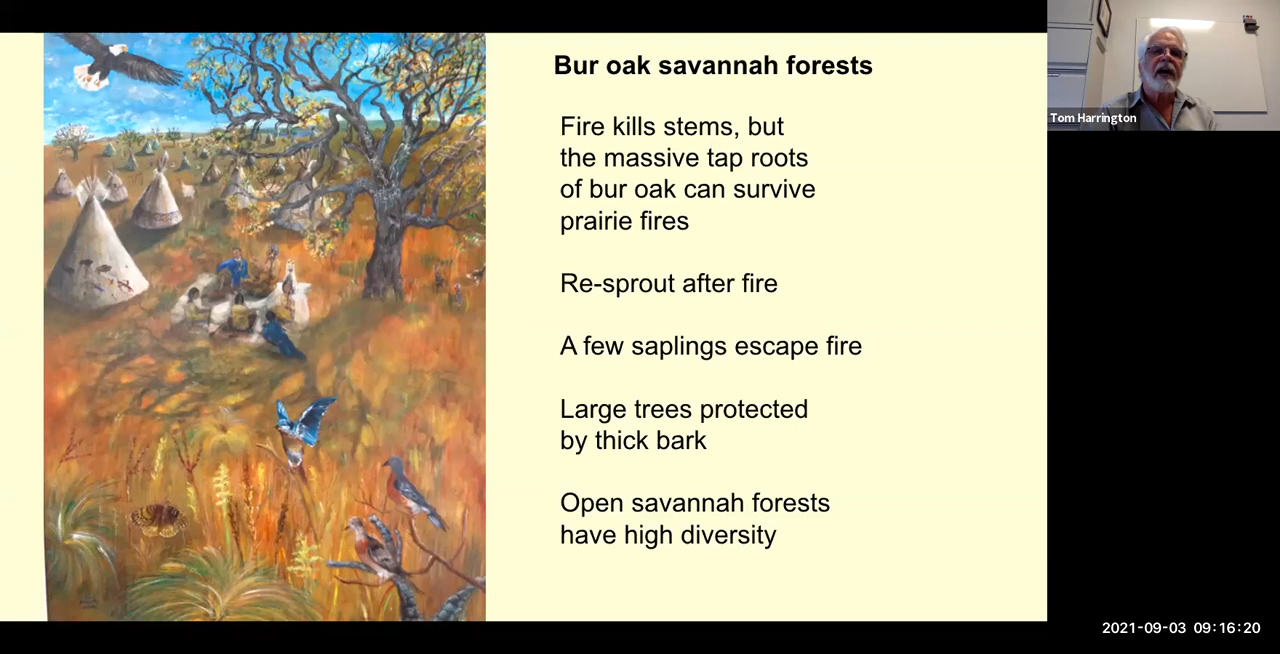 Bur oak savannah forests
Fire kills stems, but
the massive tap roots
of bur oak can survive
prairie fires
Re-sprout after fire
A few saplings escape fire
Large trees protected
by thick bark
Open savannah forests
have high diversity
Tom Harrington
2021-09-03 09:16:20